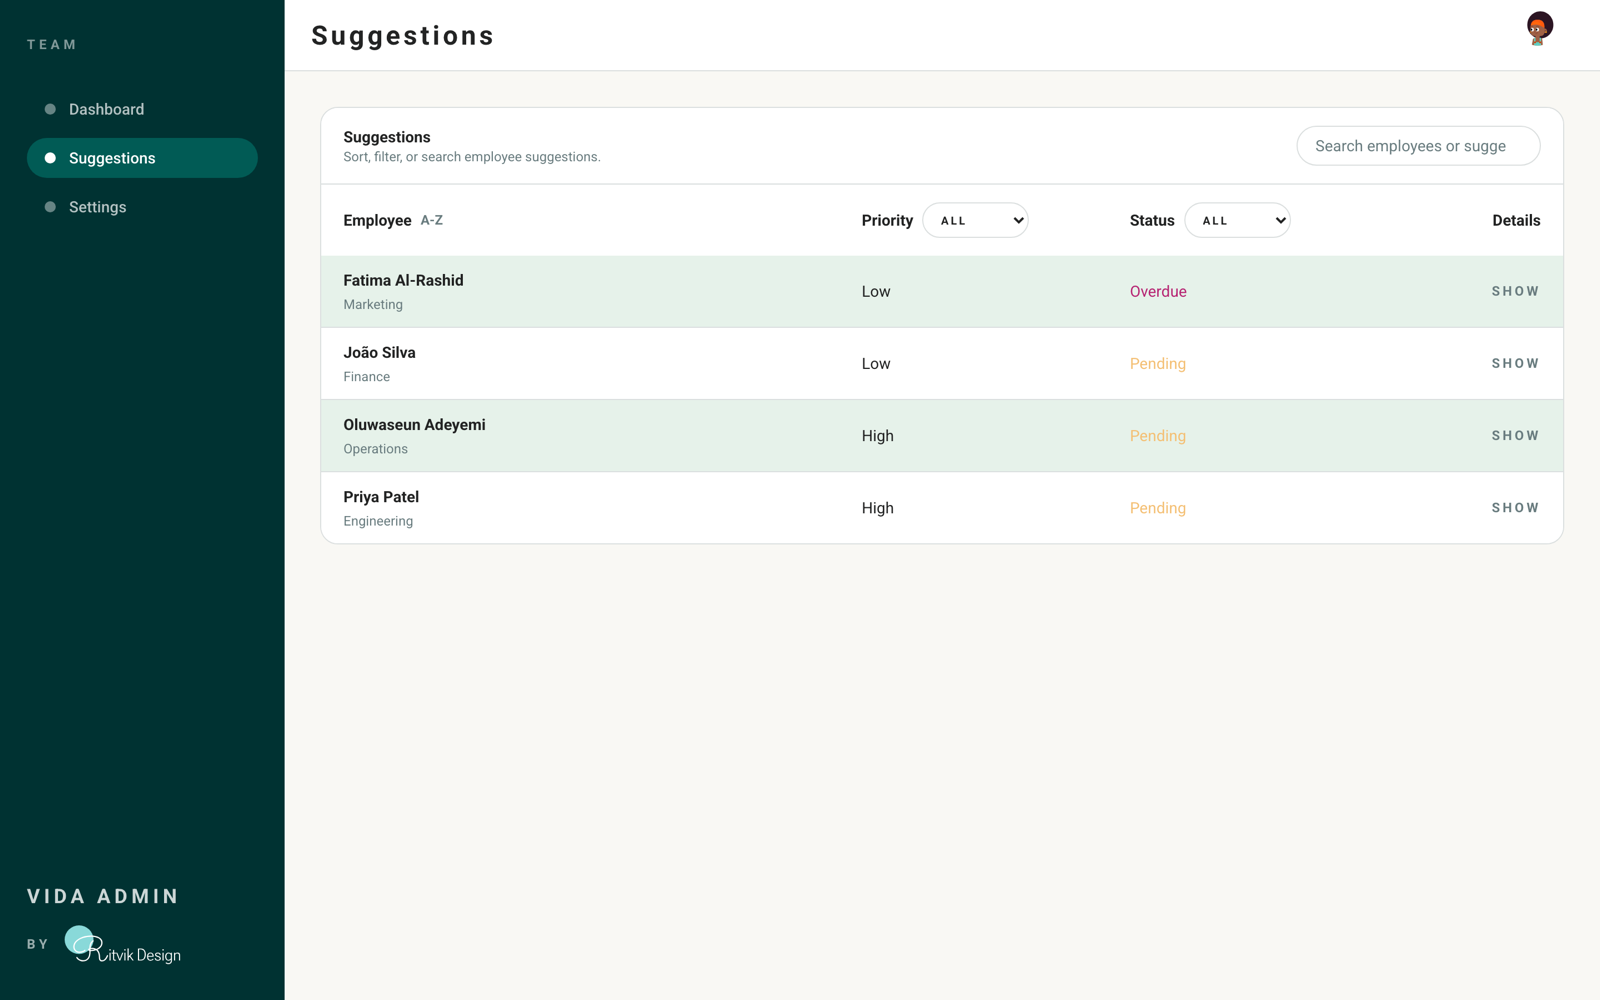 TEAM
Dashboard
Suggestions
Settings
VIDA ADMIN
BY Ritvik Design
Suggestions
Suggestions
Sort, filter, or search employee suggestions.
Search employees or sugge
Employee A-Z Priority ALL Status ALL Details
Fatima Al-Rashid
Marketing
Low Overdue SHOW
João Silva
Finance
Low Pending SHOW
Oluwaseun Adeyemi
Operations
High Pending SHOW
Priya Patel
Engineering
High Pending SHOW